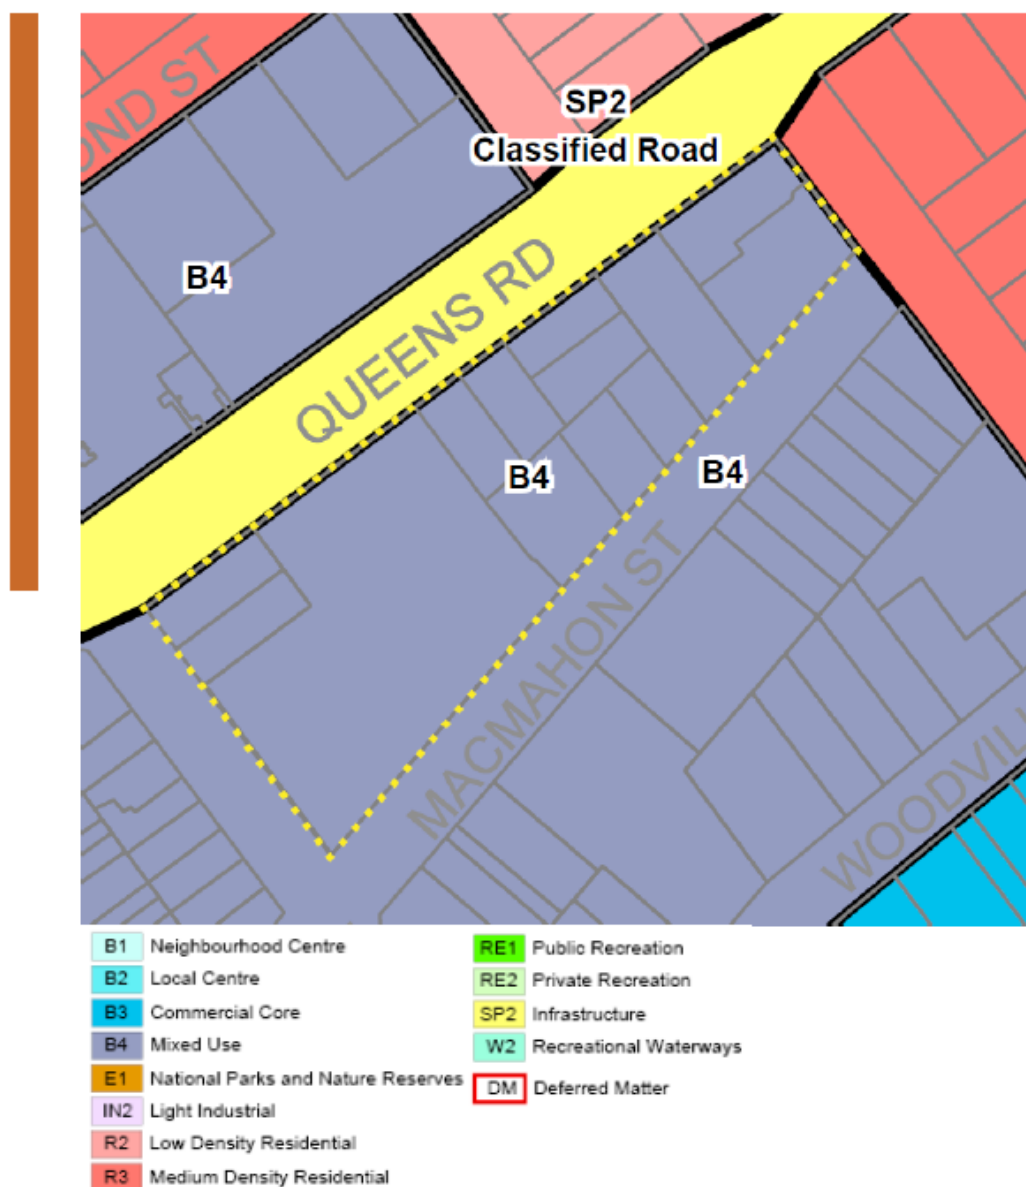 OND ST
SP2
Classified Road
B4
QUEENS RD
B4
B4
MACMAHON ST
WOODVIL
B1 Neighbourhood Centre
B2 Local Centre
B3 Commercial Core
B4 Mixed Use
E1 National Parks and Nature Reserves
IN2 Light Industrial
R2 Low Density Residential
R3 Medium Density Residential
RE1 Public Recreation
RE2 Private Recreation
SP2 Infrastructure
W2 Recreational Waterways
DM Deferred Matter